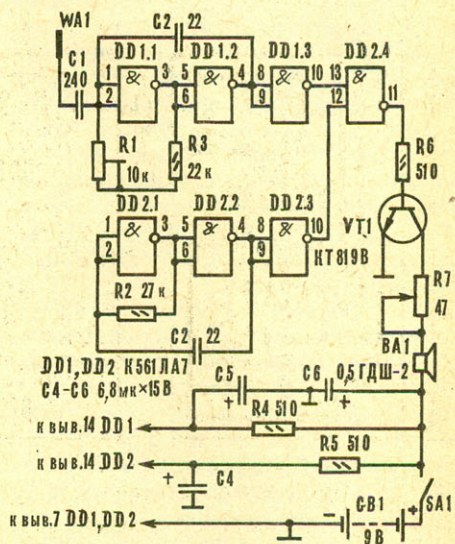 WA1
C2 22
DD1.1 DD1.2 DD1.3 DD2.4
C1
240
1 & 3 5 & 4 8 & 10 13 &
2 6 9 12 11
R1
10к
R3
22к
R6
510
DD2.1 DD2.2 DD2.3
1 & 3 5 & 4 8 & 10
2 6 9
VT1
КТ819В
R2 27к
R7
47
C2 22
BA1
DD1, DD2 К561ЛА7
C4-C6 6,8мк×15В
C5 C6 0,5ГДШ-2
+ +
к выв.14 DD1 R4 510
к выв.14 DD2 R5 510
+ C4
SA1
GB1
к выв.7 DD1, DD2 - +
9В